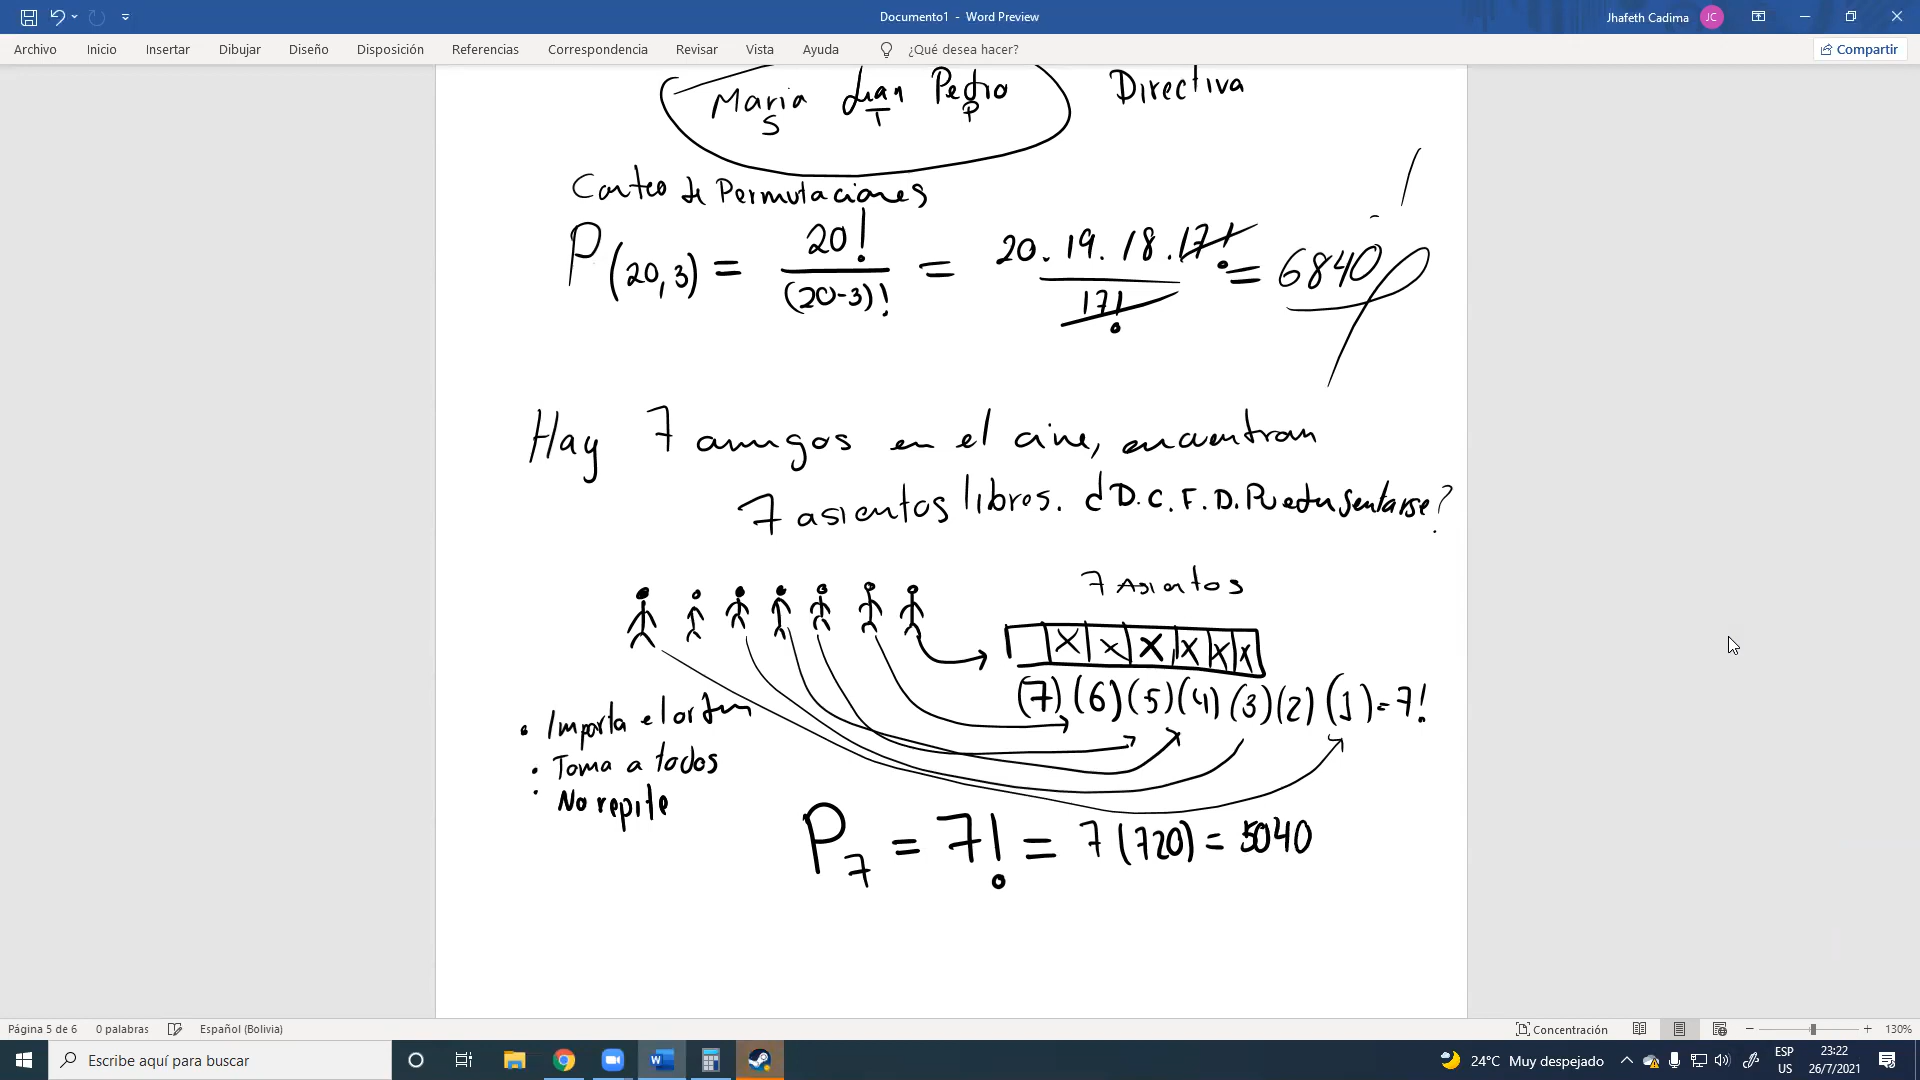 Documento1 - Word Preview
Jhafeth Cadima JC
Archivo Inicio Insertar Dibujar Diseño Disposición Referencias Correspondencia Revisar Vista Ayuda ¿Qué desea hacer? Compartir
Maria Juan Pedro Directiva
S T P
Conteo de Permutaciones
P(20,3) = 20! / (20-3)! = 20. 19. 18. 17! / 17! = 6840
Hay 7 amigos en el cine, encuentran
7 asientos libres. ¿D.C.F.D. Pueden Sentarse?
7 Asientos
X X X X X X
(7) (6) (5) (4) (3) (2) (1) = 7!
• Importa el orden
• Toma a todos
• No repite
P7 = 7! = 7 (720) = 5040
Página 5 de 6 0 palabras Español (Bolivia) Concentración 130%
Escribe aquí para buscar 24°C Muy despejado ESP US 23:22 26/7/2021